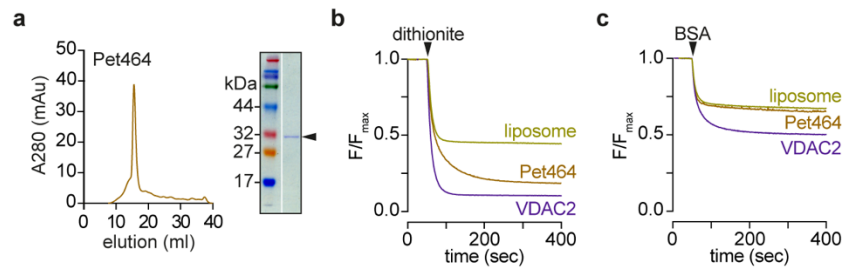 a
Pet464
50
40
30
20
10
0
A280 (mAu)
0 10 20 30 40
elution (ml)
kDa
44
32
27
17
b
dithionite
1.0
0.5
0.0
F/Fmax
liposome
Pet464
VDAC2
0 200 400
time (sec)
c
BSA
1.0
0.5
0.0
F/Fmax
liposome
Pet464
VDAC2
0 200 400
time (sec)